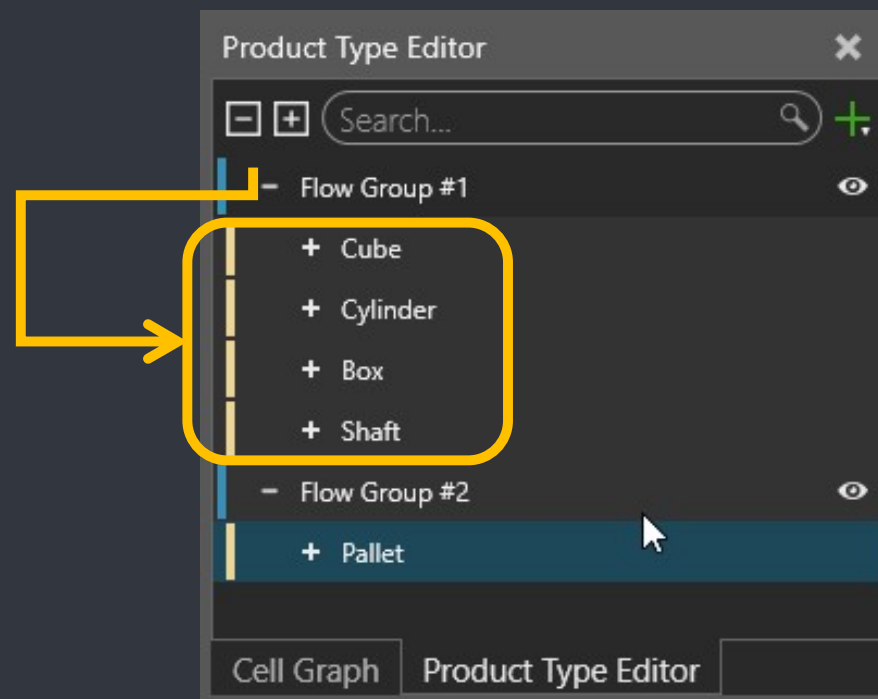 Product Type Editor
Search...
Flow Group #1
Cube
Cylinder
Box
Shaft
Flow Group #2
Pallet
Cell Graph Product Type Editor